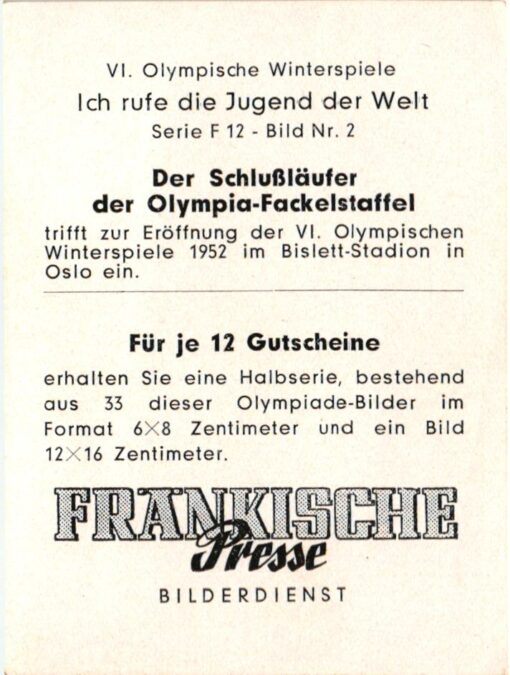 VI. Olympische Winterspiele
Ich rufe die Jugend der Welt
Serie F 12 - Bild Nr. 2
Der Schlußläufer
der Olympia-Fackelstaffel
trifft zur Eröffnung der VI. Olympischen
Winterspiele 1952 im Bislett-Stadion in
Oslo ein.
Für je 12 Gutscheine
erhalten Sie eine Halbserie, bestehend
aus 33 dieser Olympiade-Bilder im
Format 6×8 Zentimeter und ein Bild
12×16 Zentimeter.
FRÄNKISCHE
Presse
BILDERDIENST